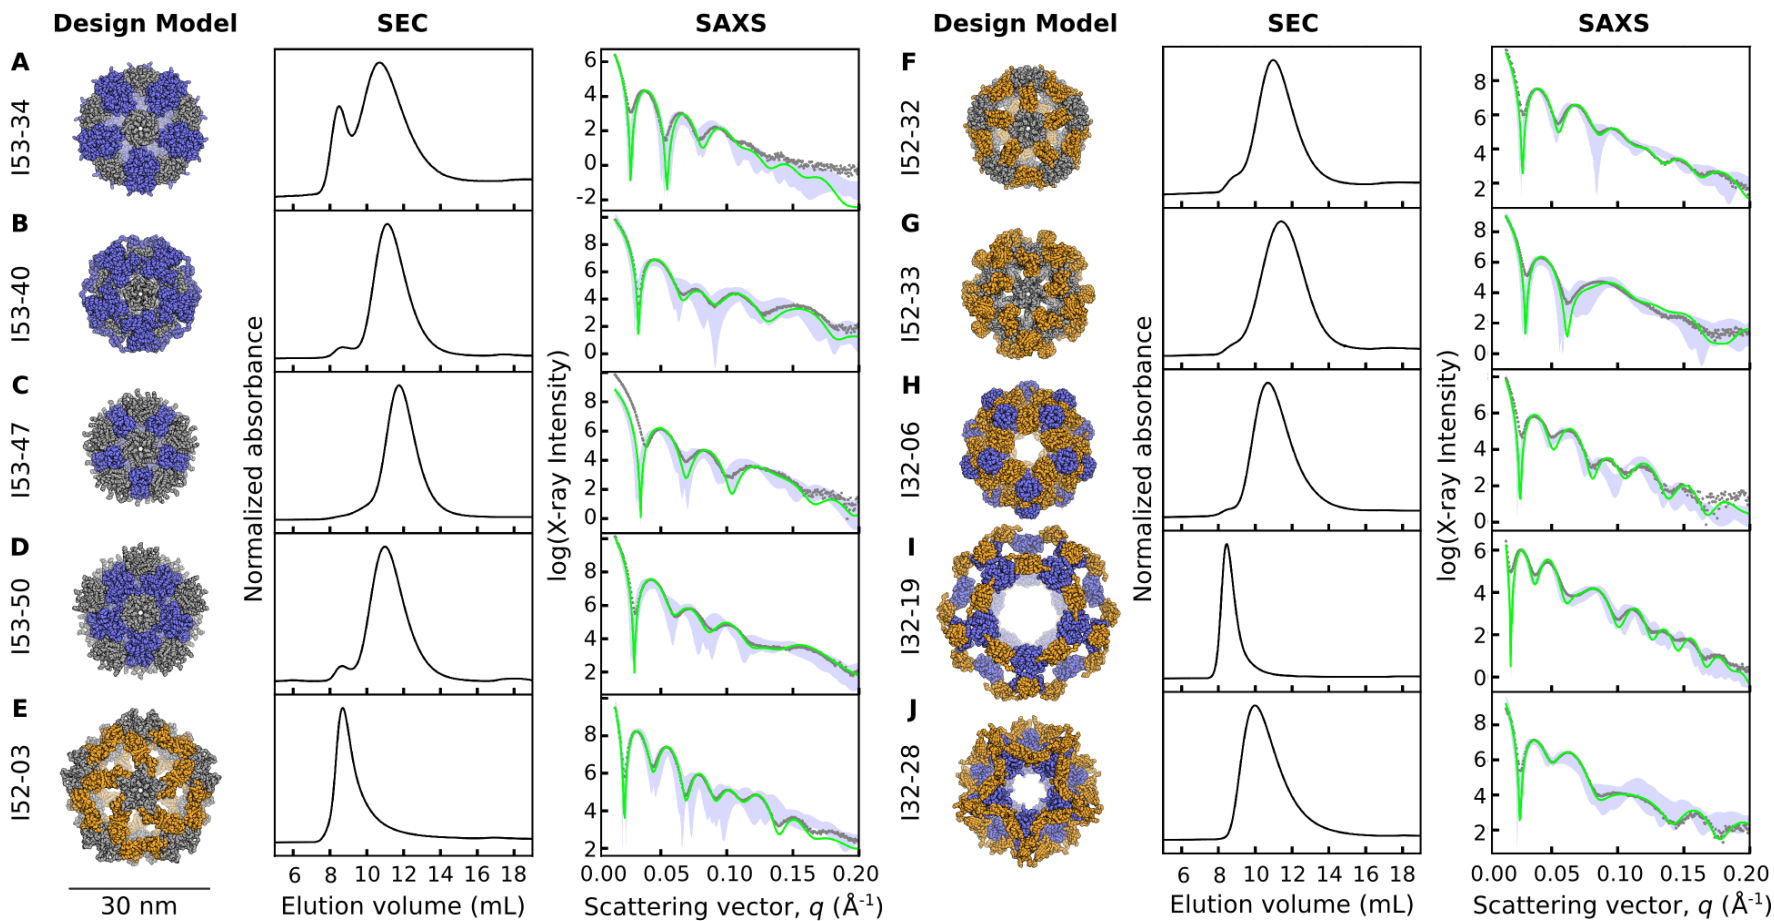 Design Model SEC SAXS Design Model SEC SAXS
A I53-34
6
4
2
0
-2
F I52-32
8
6
4
2
B I53-40
8
6
4
2
0
G I52-33
8
6
4
2
0
C I53-47
8
6
4
2
0
H I32-06
8
6
4
2
0
D I53-50
8
6
4
2
I I32-19
6
4
2
0
E I52-03
8
6
4
2
J I32-28
8
6
4
2
Normalized absorbance
log(X-ray Intensity)
Normalized absorbance
log(X-ray Intensity)
6 8 10 12 14 16 18
0.00 0.05 0.10 0.15 0.20
6 8 10 12 14 16 18
0.00 0.05 0.10 0.15 0.20
30 nm
Elution volume (mL)
Scattering vector, q (Å⁻¹)
Elution volume (mL)
Scattering vector, q (Å⁻¹)